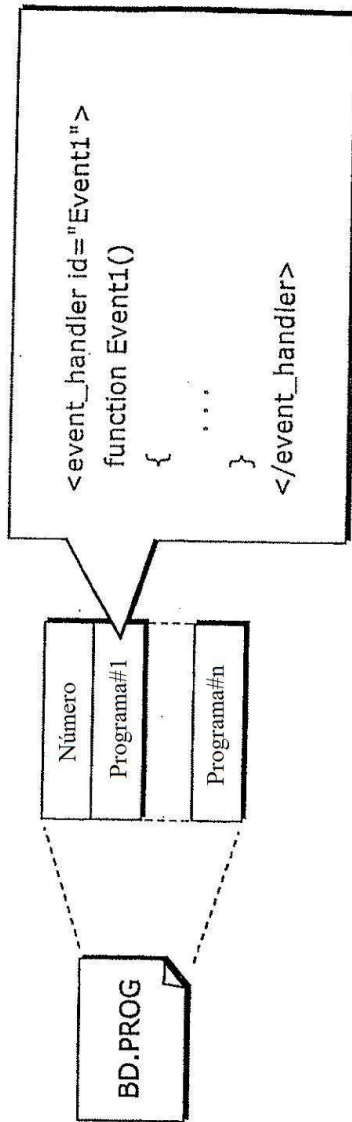 BD.PROG
Número
Programa#1
Programa#n
<event_handler id="Event1">
function Event1()
{
...
}
</event_handler>